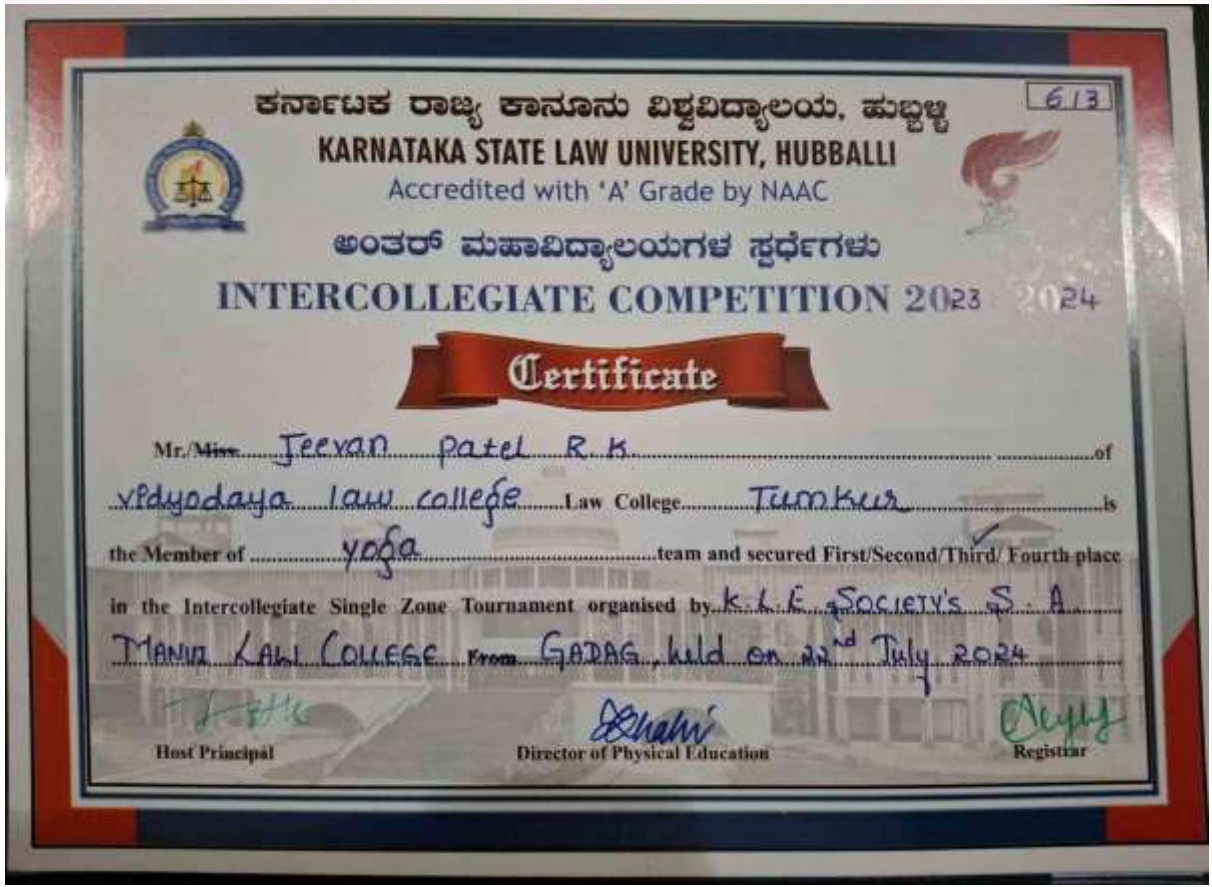 ಕರ್ನಾಟಕ ರಾಜ್ಯ ಕಾನೂನು ವಿಶ್ವವಿದ್ಯಾಲಯ, ಹುಬ್ಬಳ್ಳಿ
613
KARNATAKA STATE LAW UNIVERSITY, HUBBALLI
Accredited with 'A' Grade by NAAC
ಅಂತರ್ ಮಹಾವಿದ್ಯಾಲಯಗಳ ಸ್ಪರ್ಧೆಗಳು
INTERCOLLEGIATE COMPETITION 2023 2024
Certificate
Mr./Miss. Jeevan Patel R.K. of
vidyodaya law college Law College Tumkur is
the Member of yoga team and secured First/Second/Third/ Fourth place
in the Intercollegiate Single Zone Tournament organised by K.L.E Society's S.A.
MANVI LAW COLLEGE From GADAG, held on 22nd July 2024
Host Principal Director of Physical Education Registrar